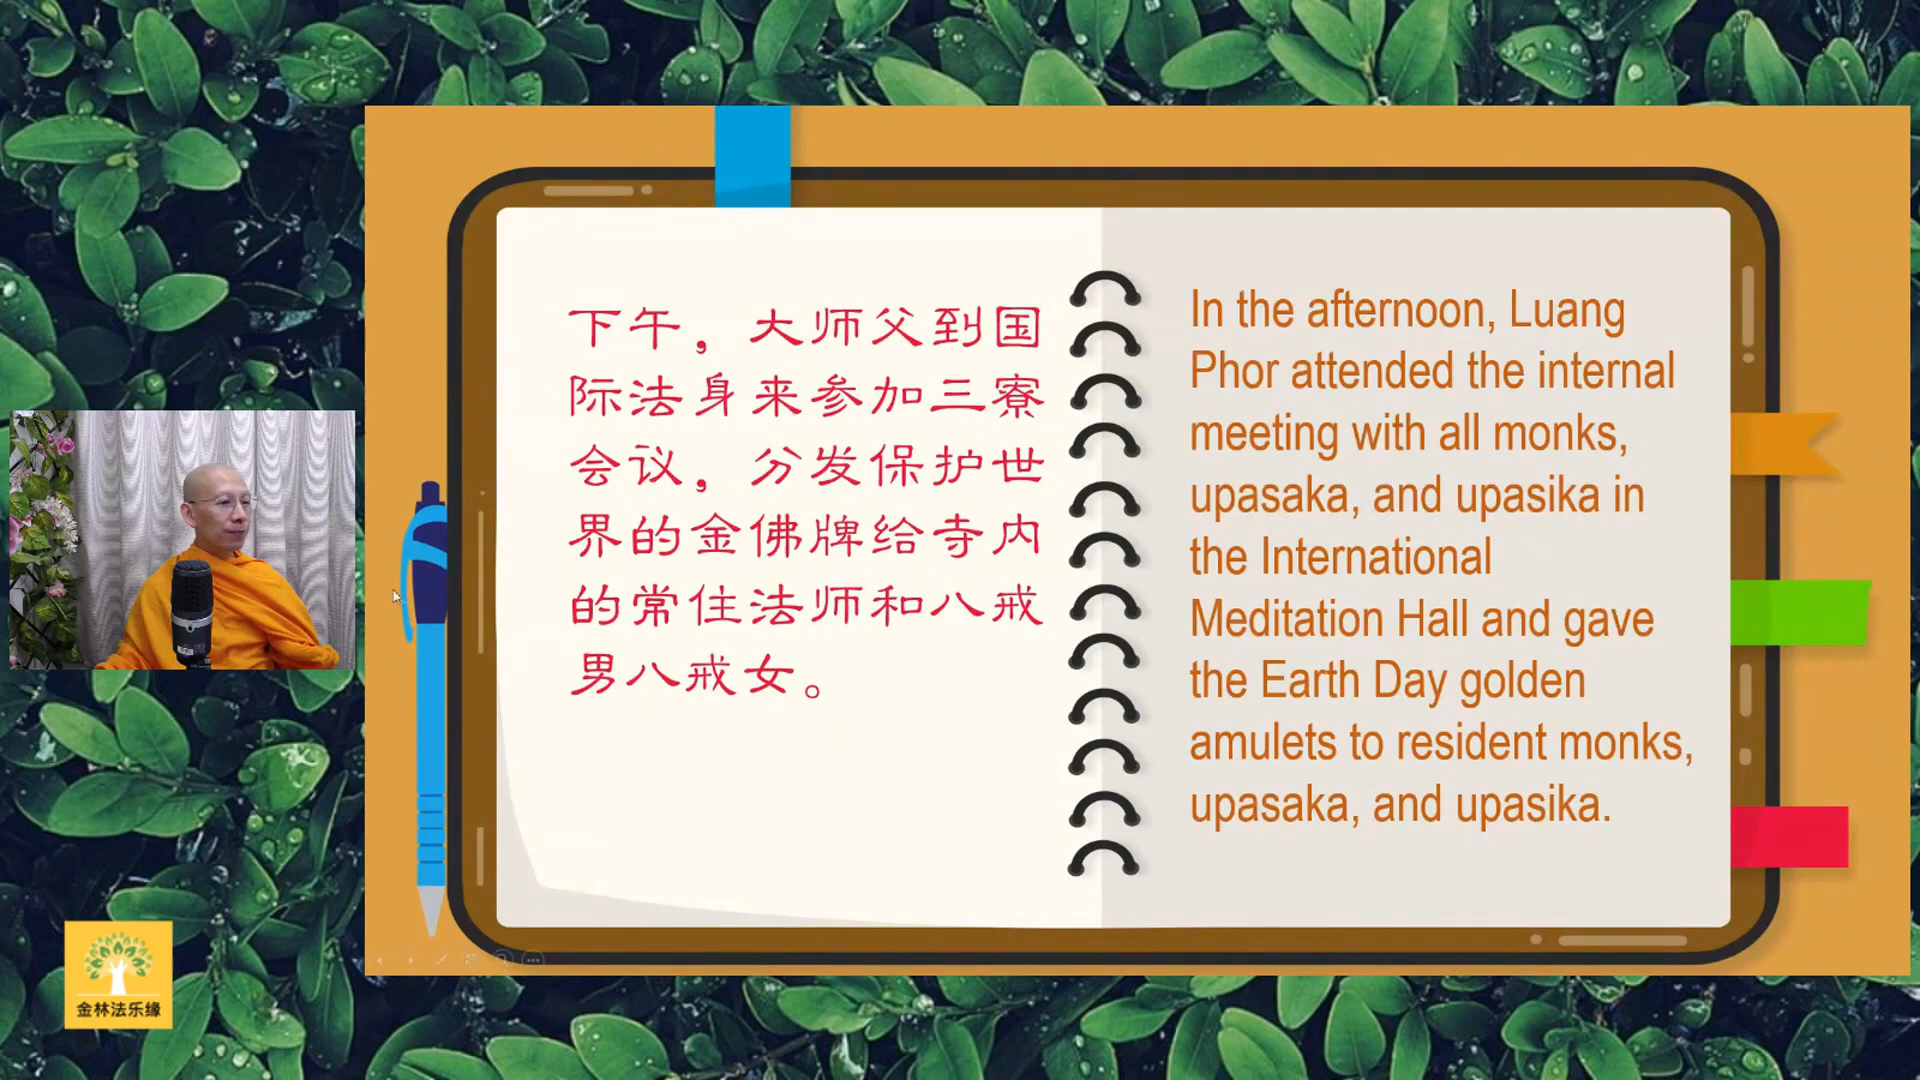 下午，大师父到国
际法身来参加三寮
会议，分发保护世
界的金佛牌给寺内
的常住法师和八戒
男八戒女。
In the afternoon, Luang
Phor attended the internal
meeting with all monks,
upasaka, and upasika in
the International
Meditation Hall and gave
the Earth Day golden
amulets to resident monks,
upasaka, and upasika.
金林法乐缘